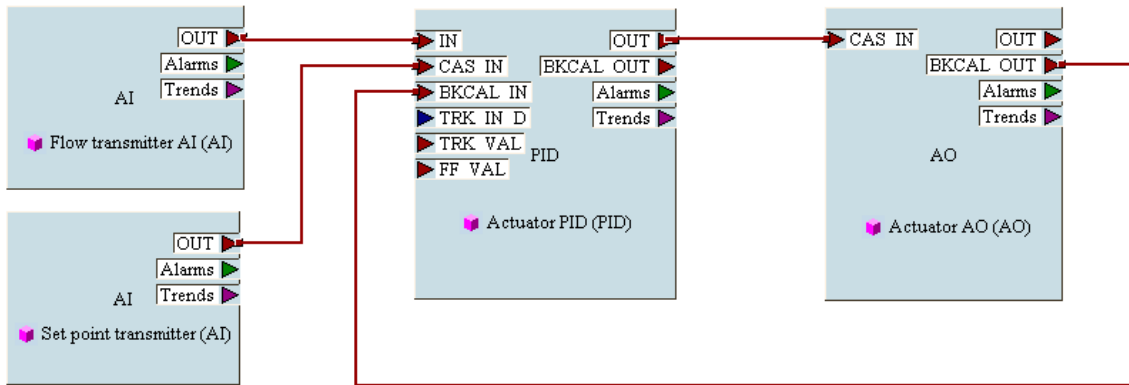 OUT
Alarms
Trends
AI
Flow transmitter AI (AI)
OUT
Alarms
Trends
AI
Set point transmitter (AI)
IN
CAS IN
BKCAL IN
TRK IN D
TRK VAL
FF VAL
OUT
BKCAL OUT
Alarms
Trends
PID
Actuator PID (PID)
CAS IN
OUT
BKCAL OUT
Alarms
Trends
AO
Actuator AO (AO)